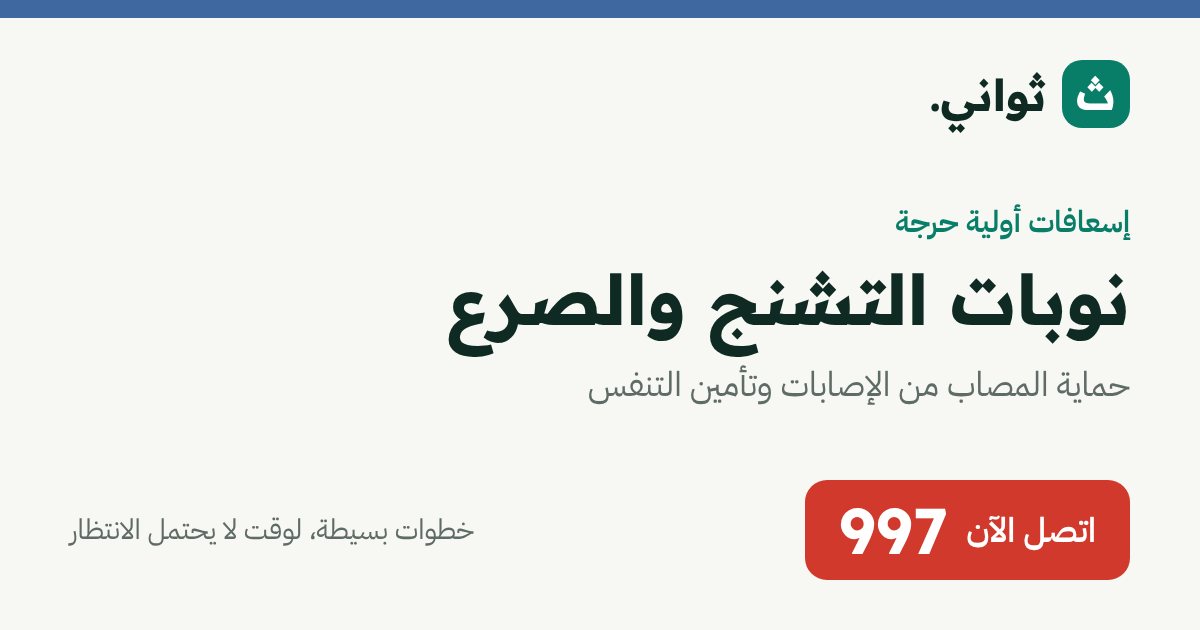 ث ثواني.
إسعافات أولية حرجة
نوبات التشنج والصرع
حماية المصاب من الإصابات وتأمين التنفس
اتصل الآن 997
خطوات بسيطة، لوقت لا يحتمل الانتظار